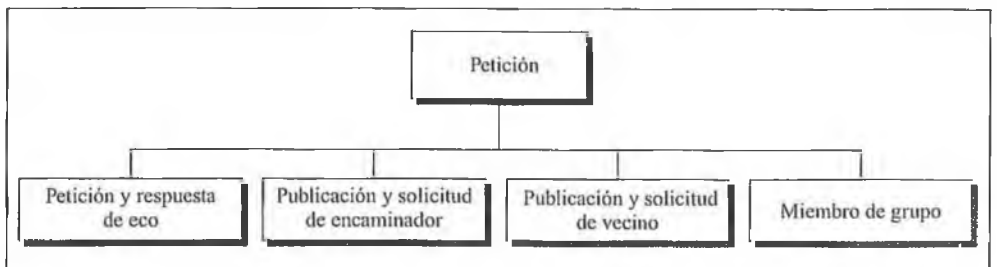 Petición
Petición y respuesta
de eco
Publicación y solicitud
de encaminador
Publicación y solicitud
de vecino
Miembro de grupo